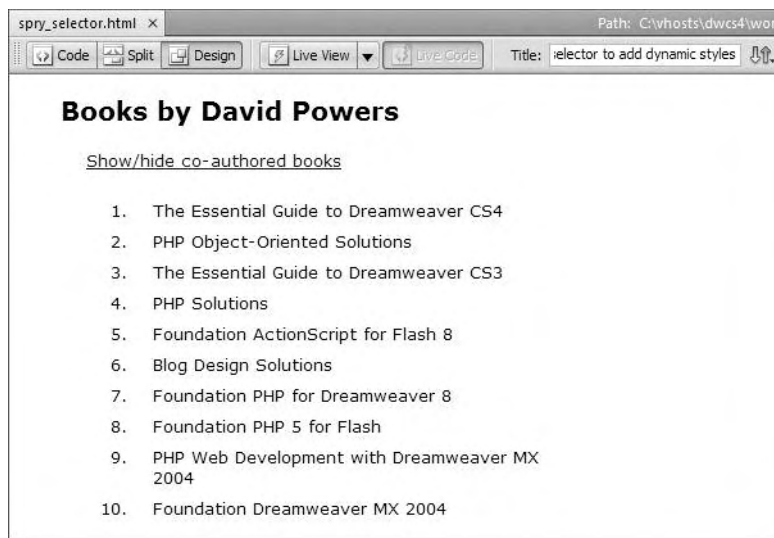 spry_selector.html ×
Path: C:\vhosts\dwcs4\wor
Code Split Design Live View Live Code Title: elector to add dynamic styles
Books by David Powers
Show/hide co-authored books
1. The Essential Guide to Dreamweaver CS4
2. PHP Object-Oriented Solutions
3. The Essential Guide to Dreamweaver CS3
4. PHP Solutions
5. Foundation ActionScript for Flash 8
6. Blog Design Solutions
7. Foundation PHP for Dreamweaver 8
8. Foundation PHP 5 for Flash
9. PHP Web Development with Dreamweaver MX
2004
10. Foundation Dreamweaver MX 2004